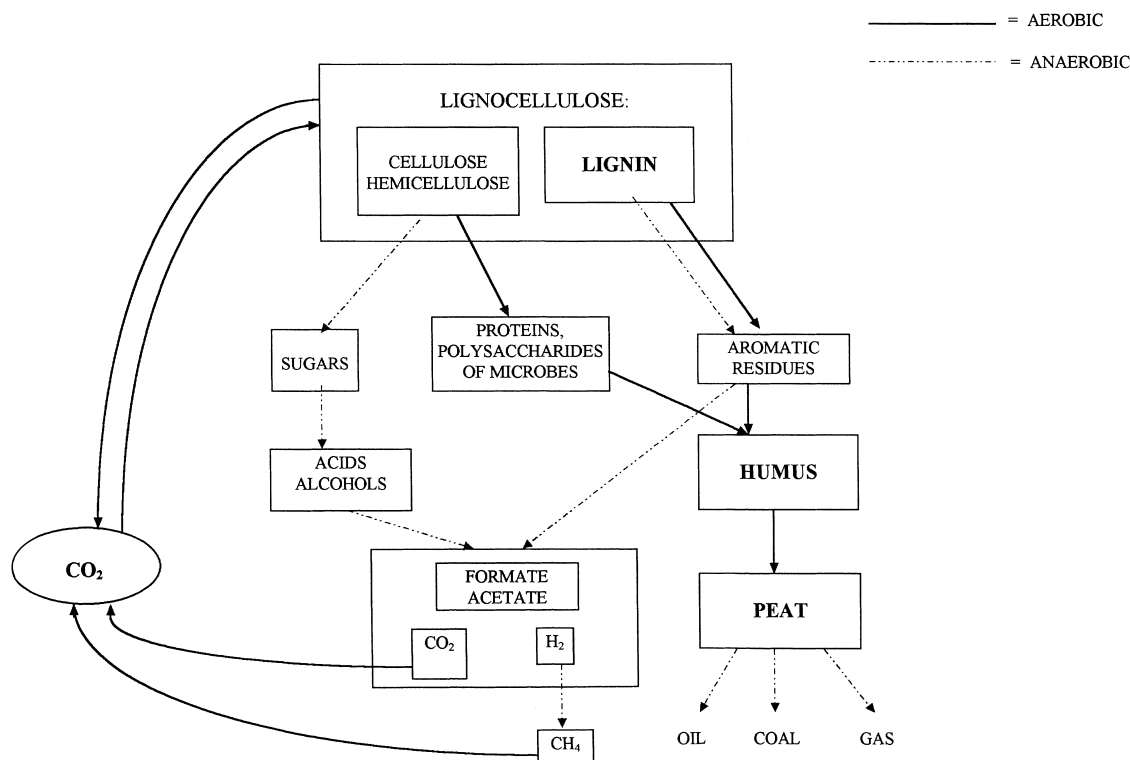 = AEROBIC
= ANAEROBIC
LIGNOCELLULOSE:
CELLULOSE
HEMICELLULOSE
LIGNIN
SUGARS
PROTEINS,
POLYSACCHARIDES
OF MICROBES
AROMATIC
RESIDUES
ACIDS
ALCOHOLS
HUMUS
CO₂
FORMATE
ACETATE
PEAT
CO₂
H₂
OIL
COAL
GAS
CH₄